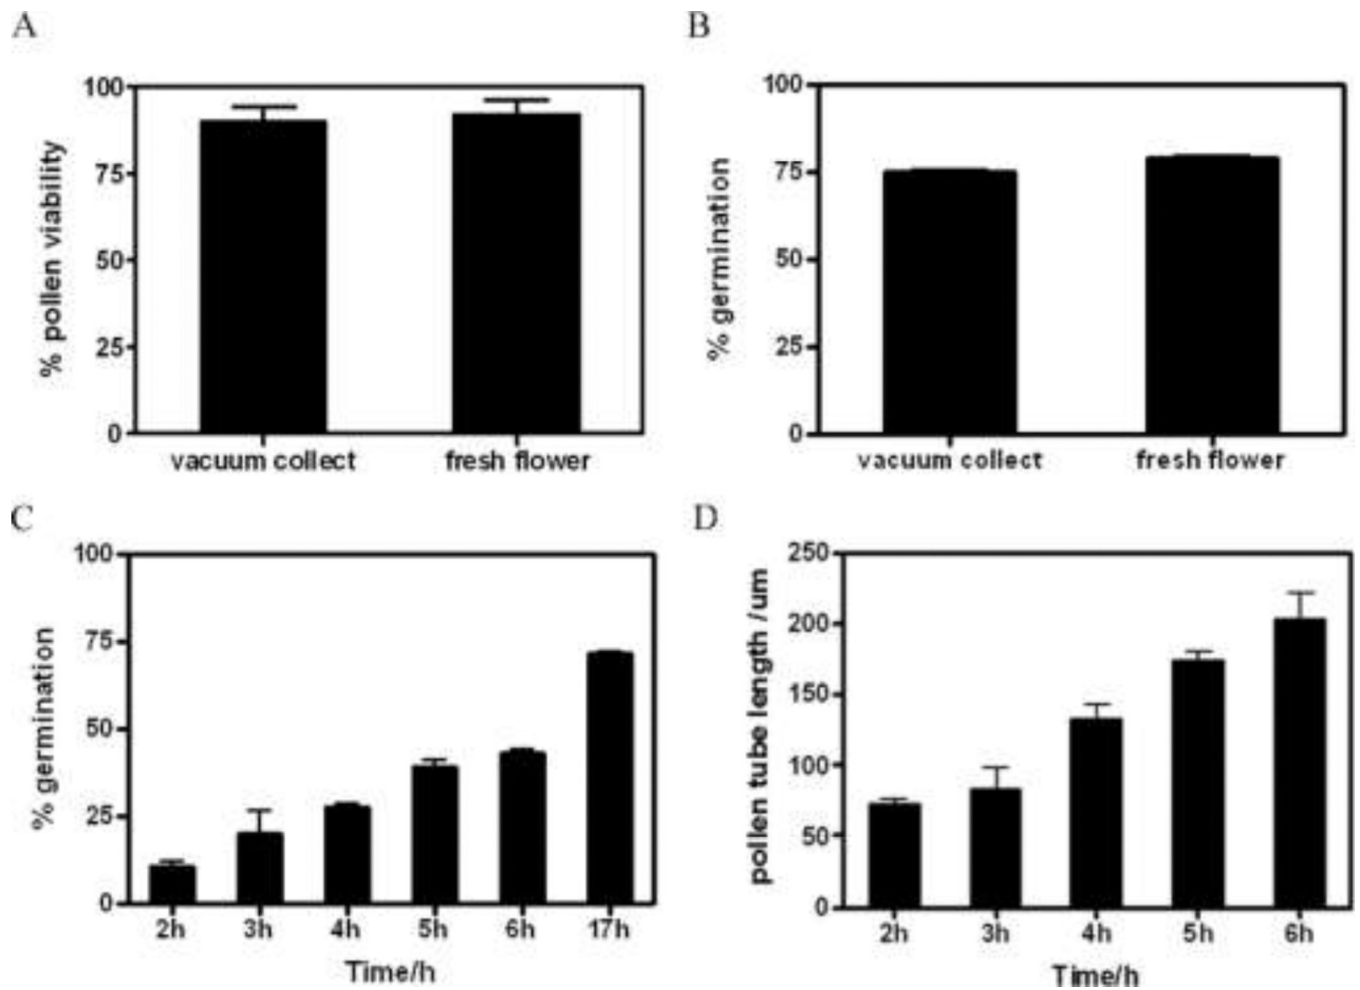 A
% pollen viability
100
75
50
25
0
vacuum collect
fresh flower
B
% germination
100
75
50
25
0
vacuum collect
fresh flower
C
% germination
100
75
50
25
0
2h
3h
4h
5h
6h
17h
Time/h
D
pollen tube length /um
250
200
150
100
50
0
2h
3h
4h
5h
6h
Time/h